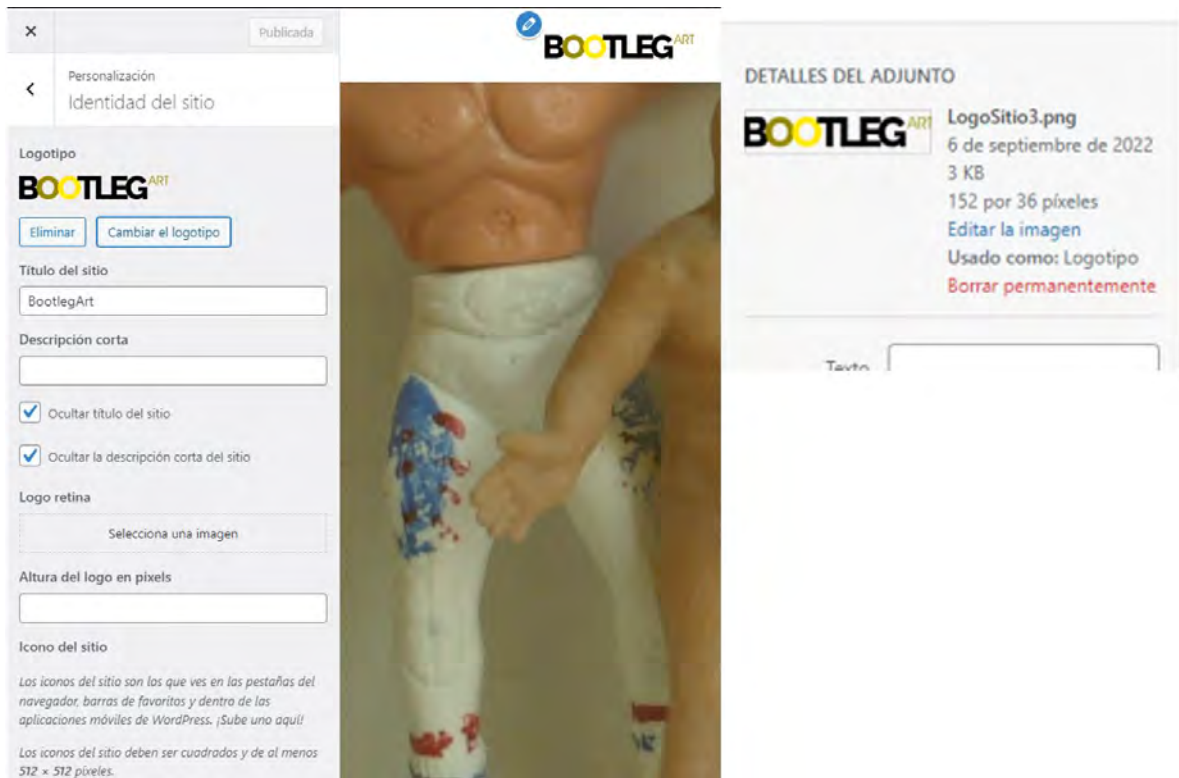 Publicada
Personalización
Identidad del sitio
Logotipo
BOOTLEG ART
Eliminar
Cambiar el logotipo
Título del sitio
BootlegArt
Descripción corta
Ocultar título del sitio
Ocultar la descripción corta del sitio
Logo retina
Selecciona una imagen
Altura del logo en pixels
Icono del sitio
Los iconos del sitio son los que ves en las pestañas del
navegador, barras de favoritos y dentro de las
aplicaciones móviles de WordPress. ¡Sube uno aquí!
Los iconos del sitio deben ser cuadrados y de al menos
512 × 512 píxeles.
BOOTLEG ART
DETALLES DEL ADJUNTO
BOOTLEG ART
LogoSitio3.png
6 de septiembre de 2022
3 KB
152 por 36 píxeles
Editar la imagen
Usado como: Logotipo
Borrar permanentemente
Texto